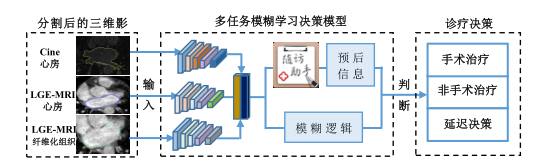 分割后的三维影
多任务模糊学习决策模型
诊疗决策
Cine
心房
LGE-MRI
心房
LGE-MRI
纤维化组织
输入
随访
助手
预后
信息
模糊逻辑
判断
手术治疗
非手术治疗
延迟决策